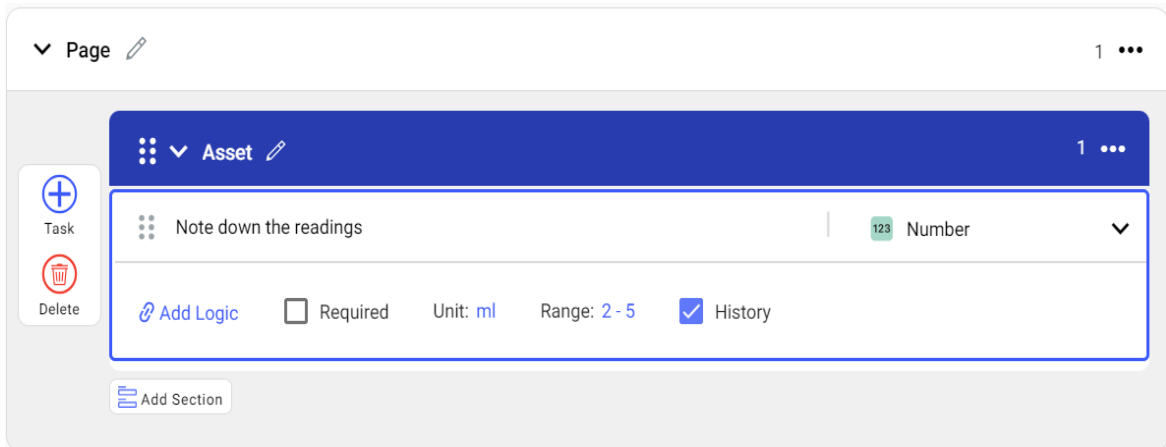 Page 1
Asset 1
Task
Note down the readings 123 Number
Delete
Add Logic Required Unit: ml Range: 2 - 5 History
Add Section